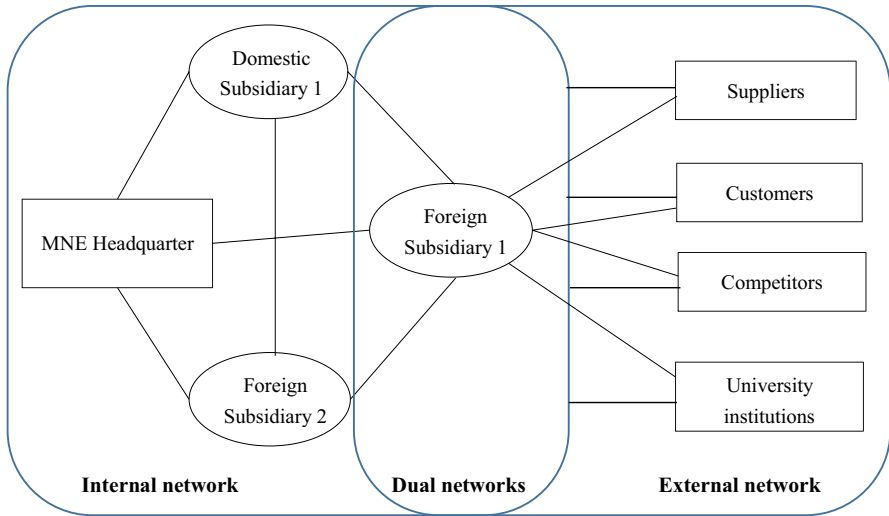 Domestic
Subsidiary 1
Suppliers
Customers
MNE Headquarter
Foreign
Subsidiary 1
Competitors
Foreign
Subsidiary 2
University
institutions
Internal network
Dual networks
External network